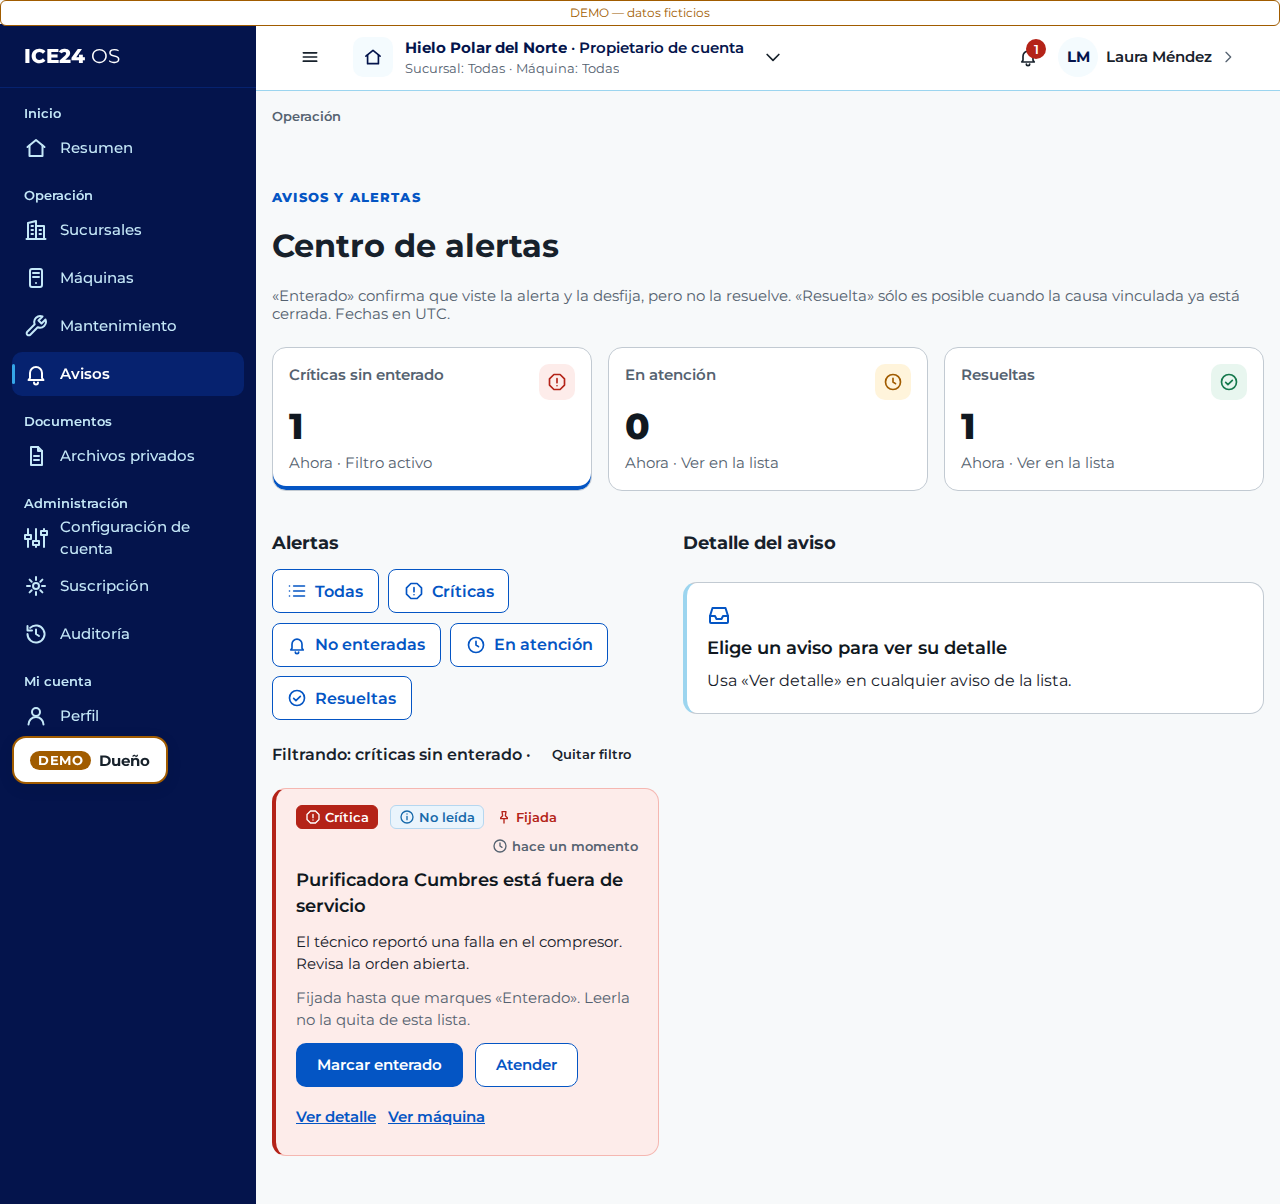 DEMO — datos ficticios
ICE24 OS
Hielo Polar del Norte · Propietario de cuenta
Sucursal: Todas · Máquina: Todas
1
LM
Laura Méndez
Inicio
Resumen
Operación
Sucursales
Máquinas
Mantenimiento
Avisos
Documentos
Archivos privados
Administración
Configuración de
cuenta
Suscripción
Auditoría
Mi cuenta
Perfil
DEMO Dueño
Operación
AVISOS Y ALERTAS
Centro de alertas
«Enterado» confirma que viste la alerta y la desfija, pero no la resuelve. «Resuelta» sólo es posible cuando la causa vinculada ya está
cerrada. Fechas en UTC.
Críticas sin enterado
1
Ahora · Filtro activo
En atención
0
Ahora · Ver en la lista
Resueltas
1
Ahora · Ver en la lista
Alertas
Todas
Críticas
No enteradas
En atención
Resueltas
Filtrando: críticas sin enterado ·
Quitar filtro
Crítica
No leída
Fijada
hace un momento
Purificadora Cumbres está fuera de
servicio
El técnico reportó una falla en el compresor.
Revisa la orden abierta.
Fijada hasta que marques «Enterado». Leerla
no la quita de esta lista.
Marcar enterado
Atender
Ver detalle
Ver máquina
Detalle del aviso
Elige un aviso para ver su detalle
Usa «Ver detalle» en cualquier aviso de la lista.